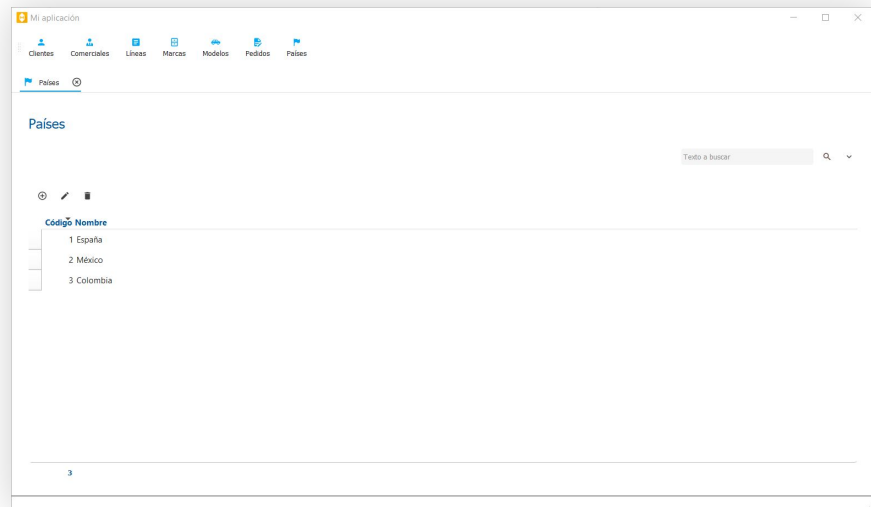 Mi aplicación
Clientes Comerciales Líneas Marcas Modelos Pedidos Países
Países
Países
Texto a buscar
Código Nombre
1 España
2 México
3 Colombia
3